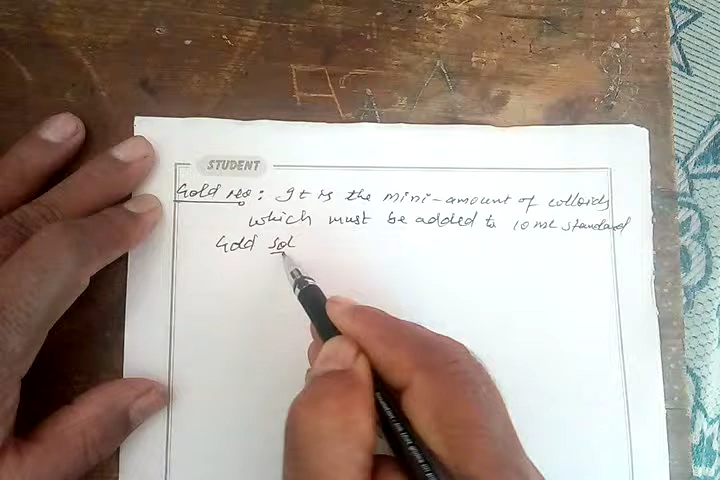 STUDENT
Gold no: It is the mini-amount of colloids
which must be added to 10 mL standard
Gold sol